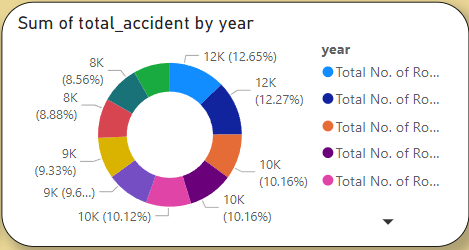 Sum of total_accident by year
year
Total No. of Ro...
Total No. of Ro...
Total No. of Ro...
Total No. of Ro...
Total No. of Ro...
12K (12.65%)
12K
(12.27%)
10K
(10.16%)
10K
(10.16%)
10K (10.12%)
9K (9.6...)
9K
(9.33%)
8K
(8.88%)
8K
(8.56%)